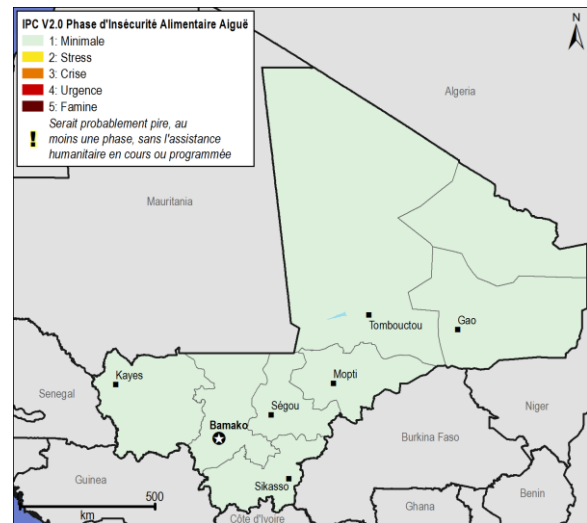 IPC V2.0 Phase d'Insécurité Alimentaire Aiguë
1: Minimale
2: Stress
3: Crise
4: Urgence
5: Famine
! Serait probablement pire, au
moins une phase, sans l'assistance
humanitaire en cours ou programmée
N
Algeria
Mauritania
Tombouctou
Gao
Kayes
Mopti
Senegal
Ségou
Niger
Bamako
Burkina Faso
Guinea
Sikasso
Benin
500
km
Ghana
Côte d'Ivoire